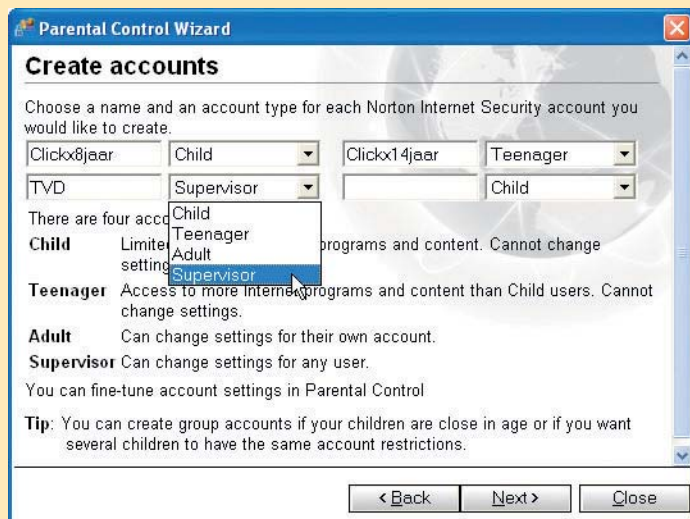 Parental Control Wizard
Create accounts
Choose a name and an account type for each Norton Internet Security account you
would like to create.
Clickx8jaar Child Clickx14jaar Teenager
TVD Supervisor Child
There are four acco
Child
Teenager
Adult
Supervisor
Child Limite programs and content. Cannot change
setting
Teenager Access to more Internet programs and content than Child users. Cannot
change settings.
Adult Can change settings for their own account.
Supervisor Can change settings for any user.
You can fine-tune account settings in Parental Control
Tip: You can create group accounts if your children are close in age or if you want
several children to have the same account restrictions.
< Back Next > Close